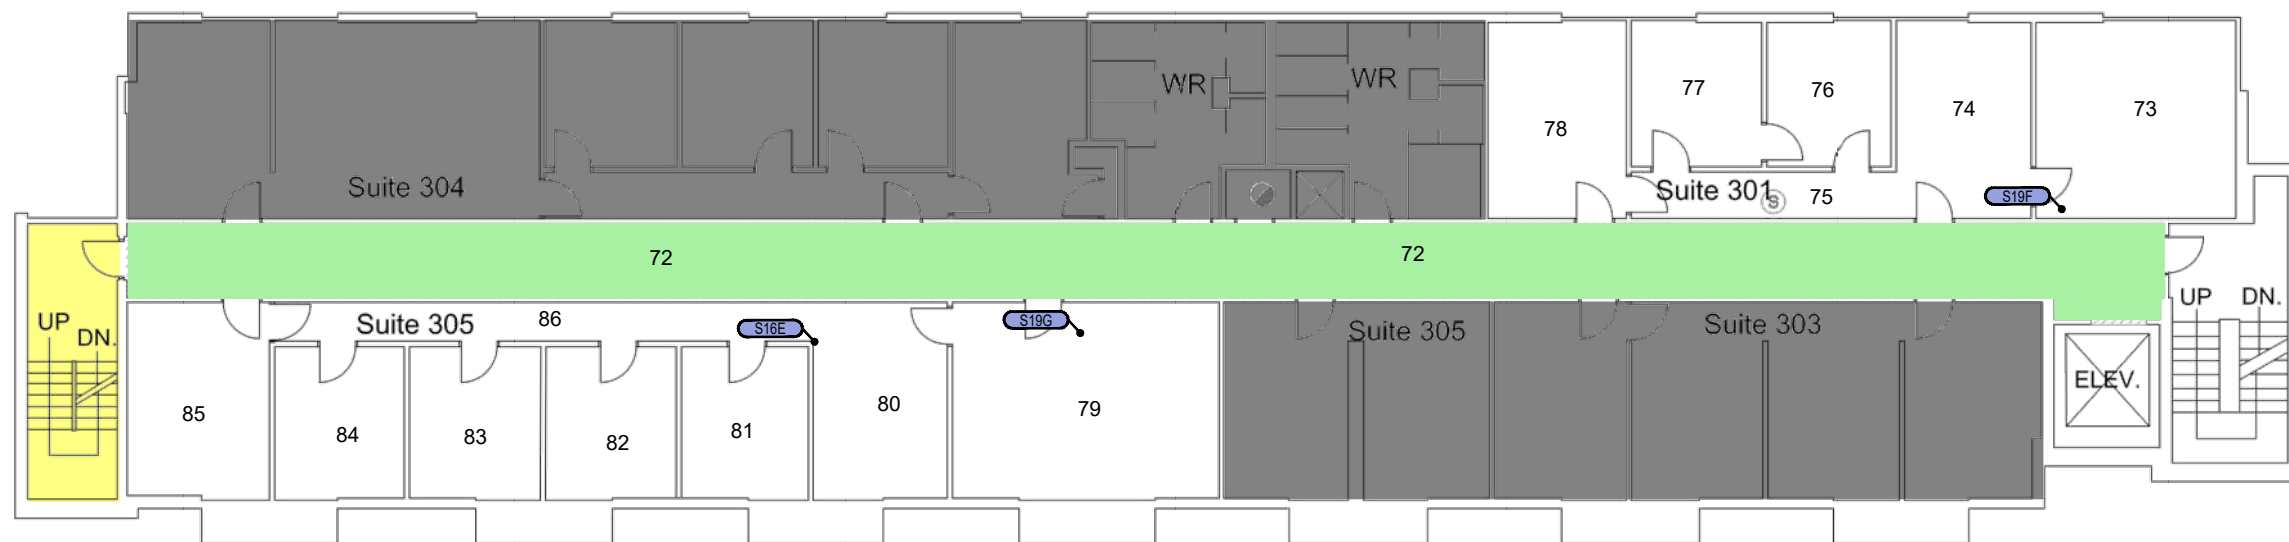 WR
WR
77
76
74
73
78
Suite 304
Suite 301
S
75
S19F
72
72
UP
DN.
Suite 305
86
S16E
S19G
Suite 305
Suite 303
UP
DN.
ELEV.
85
84
83
82
81
80
79